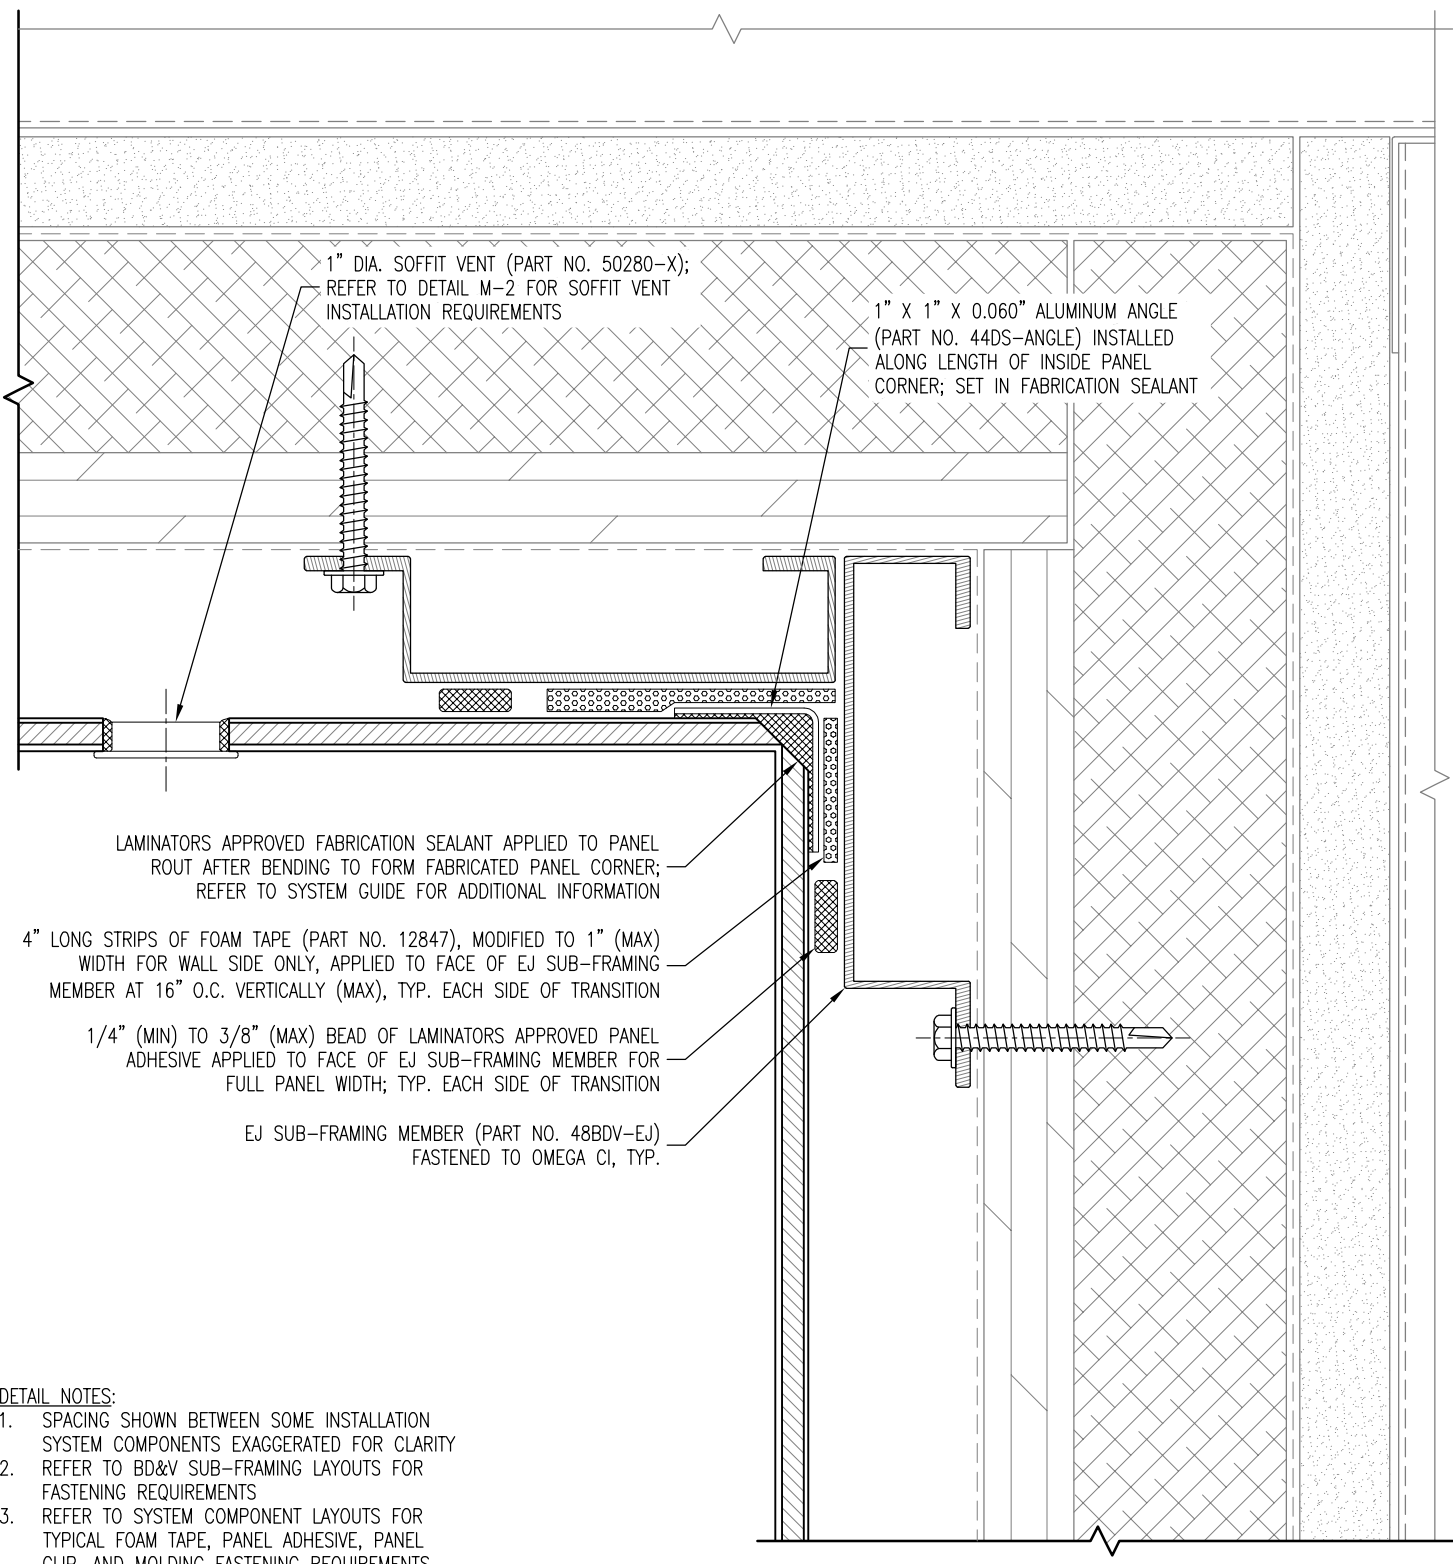 1" DIA. SOFFIT VENT (PART NO. 50280-X);
REFER TO DETAIL M-2 FOR SOFFIT VENT
INSTALLATION REQUIREMENTS
1" X 1" X 0.060" ALUMINUM ANGLE
(PART NO. 44DS-ANGLE) INSTALLED
ALONG LENGTH OF INSIDE PANEL
CORNER; SET IN FABRICATION SEALANT
LAMINATORS APPROVED FABRICATION SEALANT APPLIED TO PANEL
ROUT AFTER BENDING TO FORM FABRICATED PANEL CORNER;
REFER TO SYSTEM GUIDE FOR ADDITIONAL INFORMATION
4" LONG STRIPS OF FOAM TAPE (PART NO. 12847), MODIFIED TO 1" (MAX)
WIDTH FOR WALL SIDE ONLY, APPLIED TO FACE OF EJ SUB-FRAMING
MEMBER AT 16" O.C. VERTICALLY (MAX), TYP. EACH SIDE OF TRANSITION
1/4" (MIN) TO 3/8" (MAX) BEAD OF LAMINATORS APPROVED PANEL
ADHESIVE APPLIED TO FACE OF EJ SUB-FRAMING MEMBER FOR
FULL PANEL WIDTH; TYP. EACH SIDE OF TRANSITION
EJ SUB-FRAMING MEMBER (PART NO. 48BDV-EJ)
FASTENED TO OMEGA CI, TYP.
DETAIL NOTES:
1. SPACING SHOWN BETWEEN SOME INSTALLATION
SYSTEM COMPONENTS EXAGGERATED FOR CLARITY
2. REFER TO BD&V SUB-FRAMING LAYOUTS FOR
FASTENING REQUIREMENTS
3. REFER TO SYSTEM COMPONENT LAYOUTS FOR
TYPICAL FOAM TAPE, PANEL ADHESIVE, PANEL
CLIP, AND MOLDING FASTENING REQUIREMENTS